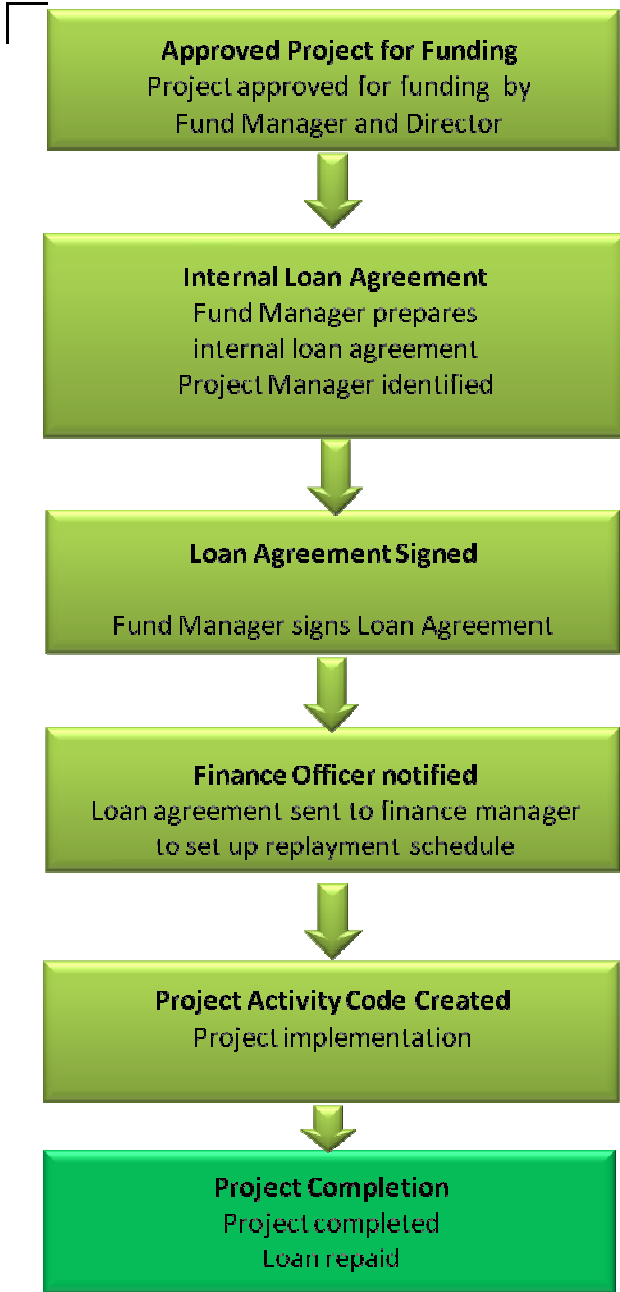 Approved Project for Funding
Project approved for funding by
Fund Manager and Director
Internal Loan Agreement
Fund Manager prepares
internal loan agreement
Project Manager identified
Loan Agreement Signed
Fund Manager signs Loan Agreement
Finance Officer notified
Loan agreement sent to finance manager
to set up replayment schedule
Project Activity Code Created
Project implementation
Project Completion
Project completed
Loan repaid